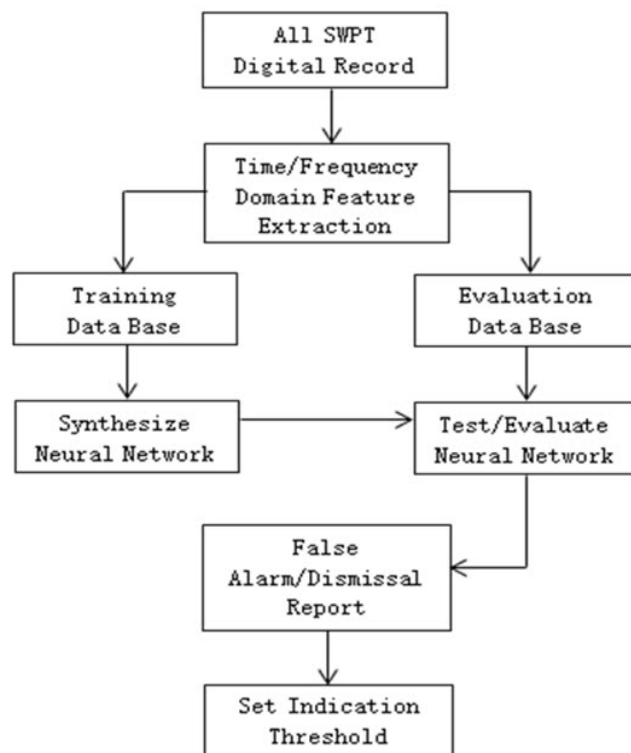 All SWPT
Digital Record
Time/Frequency
Domain Feature
Extraction
Training
Data Base
Evaluation
Data Base
Synthesize
Neural Network
Test/Evaluate
Neural Network
False
Alarm/Dismissal
Report
Set Indication
Threshold